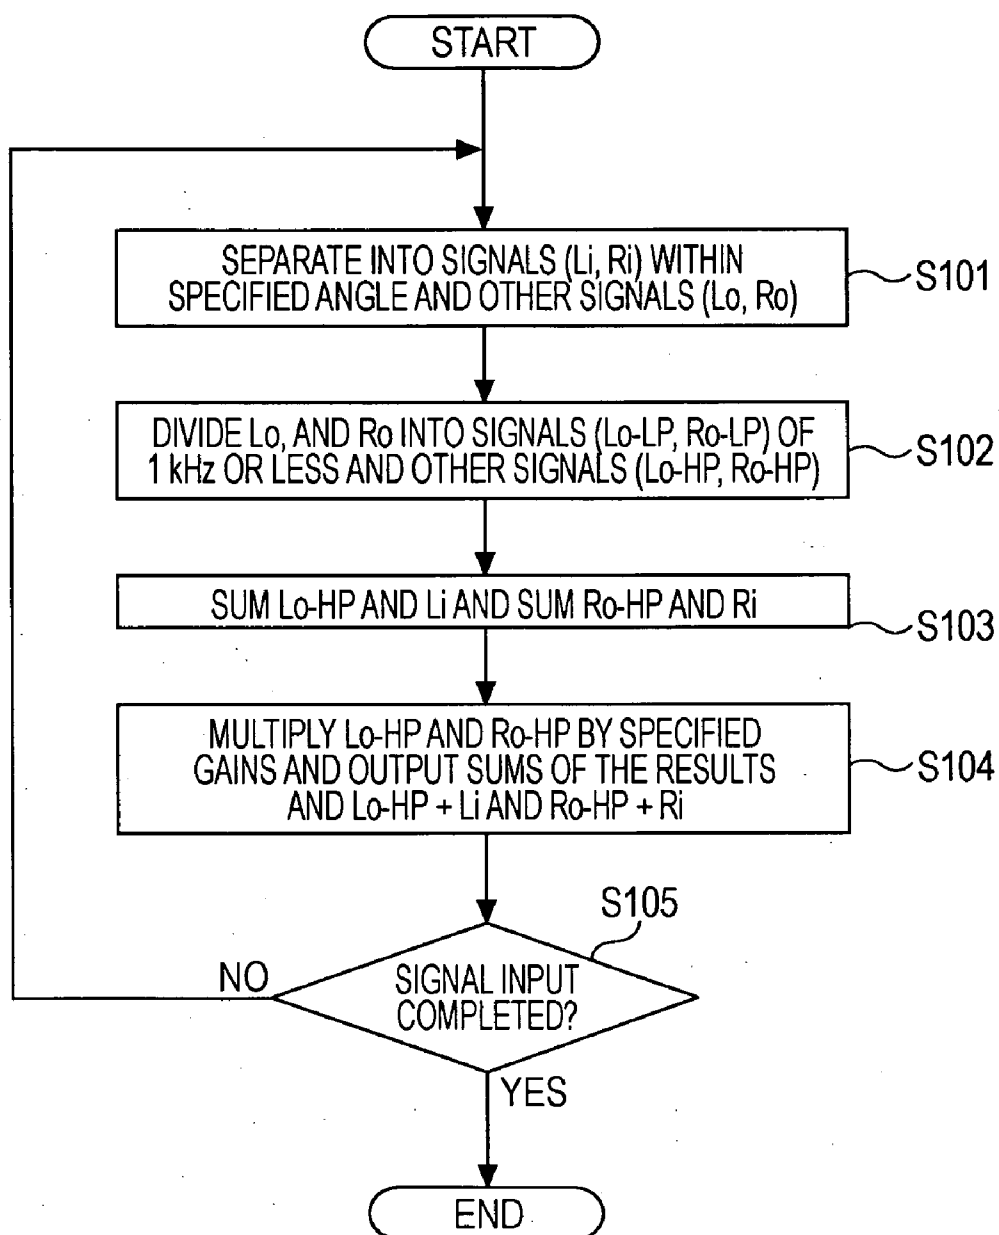 START
SEPARATE INTO SIGNALS (Li, Ri) WITHIN
SPECIFIED ANGLE AND OTHER SIGNALS (Lo, Ro)
S101
DIVIDE Lo, AND Ro INTO SIGNALS (Lo-LP, Ro-LP) OF
1 kHz OR LESS AND OTHER SIGNALS (Lo-HP, Ro-HP)
S102
SUM Lo-HP AND Li AND SUM Ro-HP AND Ri
S103
MULTIPLY Lo-HP AND Ro-HP BY SPECIFIED
GAINS AND OUTPUT SUMS OF THE RESULTS
AND Lo-HP + Li AND Ro-HP + Ri
S104
S105
SIGNAL INPUT
COMPLETED?
NO
YES
END